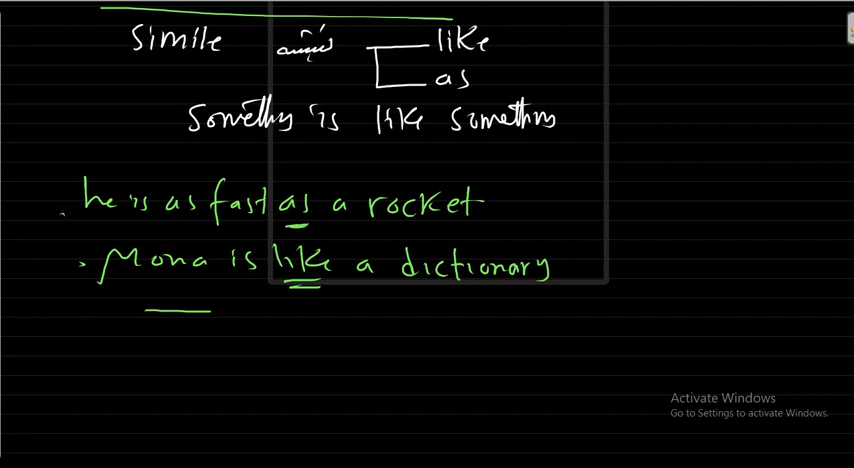 Simile تشبيه like
as
Something is like something
he is as fast as a rocket
. Mona is like a dictionary
Activate Windows
Go to Settings to activate Windows.